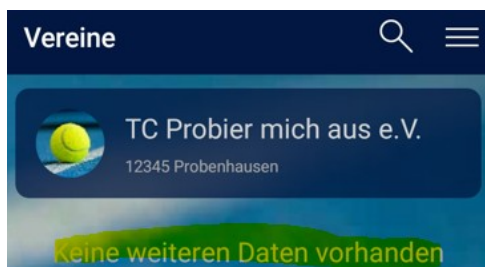 Vereine
TC Probier mich aus e.V.
12345 Probenhausen
Keine weiteren Daten vorhanden